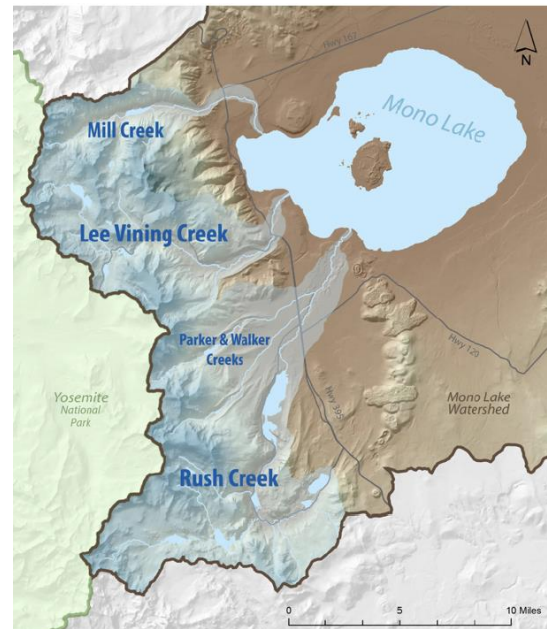 Hwy 167
N
Mono Lake
Mill Creek
Lee Vining Creek
Parker & Walker
Creeks
Hwy 120
Hwy 395
Yosemite
National
Park
Mono Lake
Watershed
Rush Creek
0 5 10 Miles